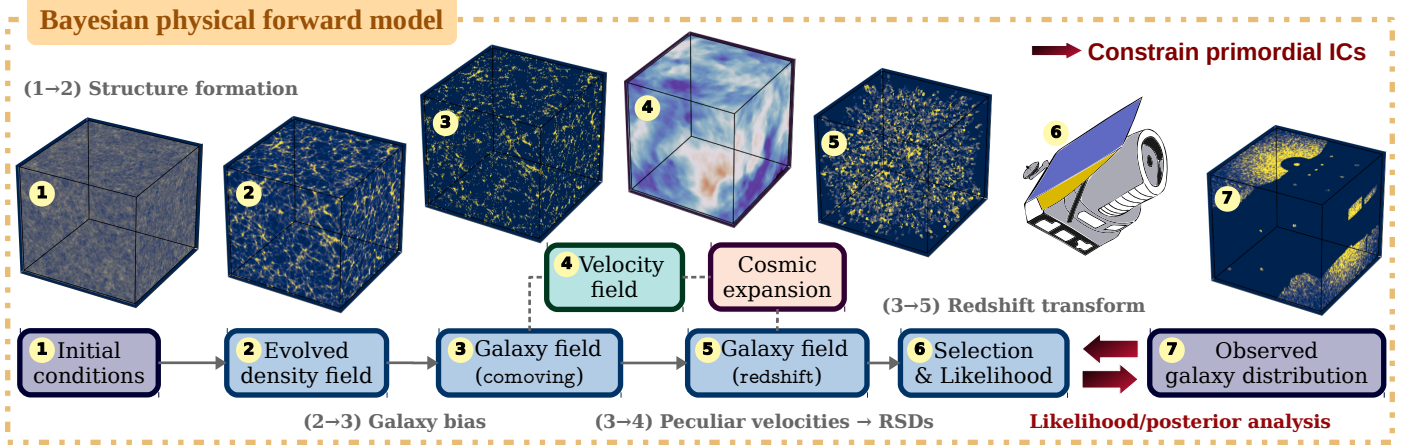 Bayesian physical forward model
Constrain primordial ICs
(1→2) Structure formation
1
2
3
4
5
6
7
4 Velocity
field
Cosmic
expansion
(3→5) Redshift transform
1 Initial
conditions
2 Evolved
density field
3 Galaxy field
(comoving)
5 Galaxy field
(redshift)
6 Selection
& Likelihood
7 Observed
galaxy distribution
(2→3) Galaxy bias
(3→4) Peculiar velocities → RSDs
Likelihood/posterior analysis